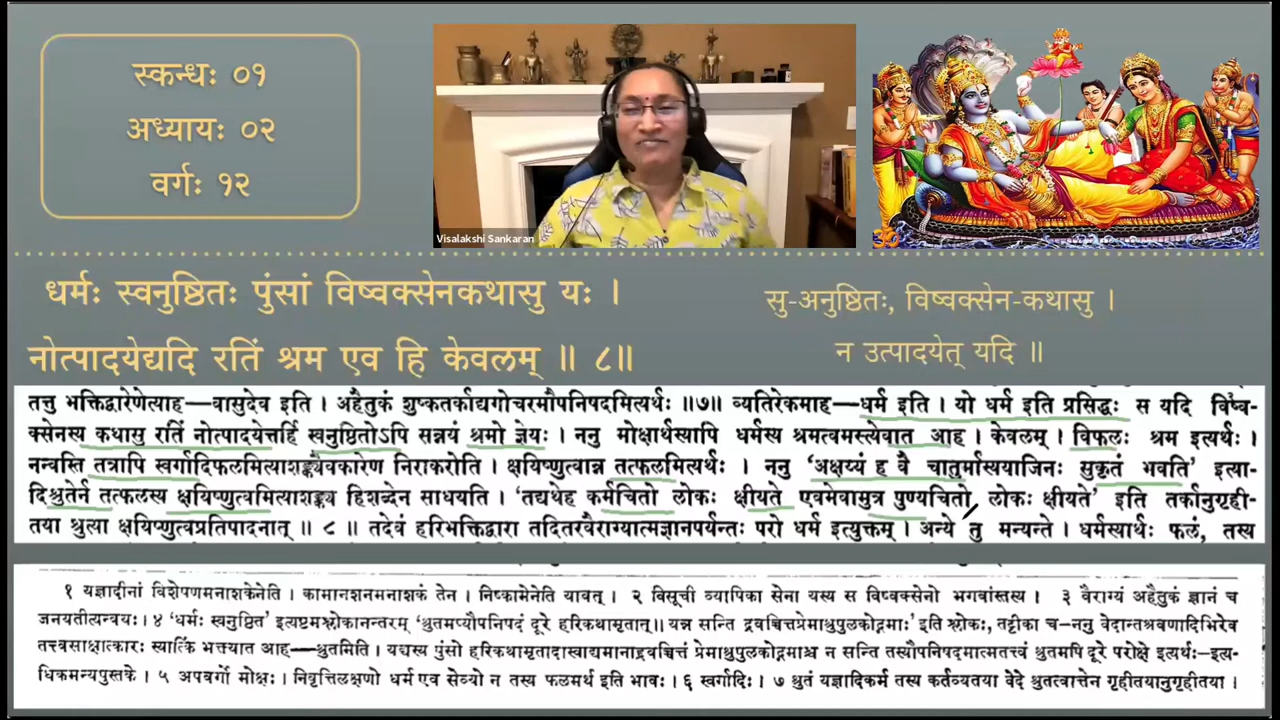 स्कन्धः ०१
अध्यायः ०२
वर्गः १२
Visalakshi Sankaran
धर्मः स्वनुष्ठितः पुंसां विष्वक्सेनकथासु यः ।
नोत्पादयेद्यदि रतिं श्रम एव हि केवलम् ॥ ८॥
सु-अनुष्ठितः, विष्वक्सेन-कथासु ।
न उत्पादयेत् यदि ॥
तत्तु भक्तिद्वारेणेत्याह—वासुदेव इति । अहैतुकं शुष्कतर्काद्यगोचरमौपनिषदमित्यर्थः ॥७॥ व्यतिरेकमाह—धर्म इति । यो धर्म इति प्रसिद्धः स यदि विष्व-
क्सेनस्य कथासु रतिं नोत्पादयेत्तर्हि स्वनुष्ठितोऽपि सन्नयं श्रमो ज्ञेयः । ननु मोक्षार्थस्यापि धर्मस्य श्रमत्वमस्त्येवात आह । केवलम् । विफलः श्रम इत्यर्थः ।
नन्वस्ति तत्रापि स्वर्गादिफलमित्याशङ्क्यैवकारेण निराकरोति । क्षयिष्णुत्वान्न तत्फलमित्यर्थः । ननु 'अक्षय्यं ह वै चातुर्मास्ययाजिनः सुकृतं भवति' इत्या-
दिश्रुतेर्न तत्फलस्य क्षयिष्णुत्वमित्याशङ्क्य हिशब्देन साधयति । 'तद्यथेह कर्मचितो लोकः क्षीयते एवमेवामुत्र पुण्यचितो लोकः क्षीयते' इति तर्कानुगृही-
तया श्रुत्या क्षयिष्णुत्वप्रतिपादनात् ॥ ८ ॥ तदेवं हरिभक्तिद्वारा तदितरवैराग्यात्मज्ञानपर्यन्तः परो धर्म इत्युक्तम् । अन्ये तु मन्यन्ते । धर्मस्यार्थः फलं, तस्य
१ यज्ञादीनां विशेषणमनाशकेनेति । कामानशनमनाशकं तेन । निष्कामेनेति यावत् । २ विसूची व्यापिका सेना यस्य स विष्वक्सेनो भगवांस्तस्य । ३ वैराग्यं अहैतुकं ज्ञानं च
जनयतीत्यन्वयः । ४ 'धर्मः स्वनुष्ठित' इत्यष्टमश्लोकानन्तरम् 'श्रुतमप्यौपनिषदं दूरे हरिकथामृतात् ॥ यन्न सन्ति द्रवच्चित्तप्रेमाश्रुपुलकोद्गमाः' इति श्लोकः, तट्टीका च–ननु वेदान्तश्रवणादिभिरेव
तत्त्वसाक्षात्कारः स्यात्किं भक्त्यात आह—श्रुतमिति । यद्यस्य पुंसो हरिकथामृतादास्वाद्यमानाद्रवच्चित्तं प्रेमाश्रुपुलकोद्गमाश्च न सन्ति तस्यौपनिषदमात्मतत्त्वं श्रुतमपि दूरे परोक्षे इत्यर्थः–इत्य-
धिकमन्यपुस्तके । ५ अपवर्गो मोक्षः । निवृत्तिलक्षणो धर्म एव सेव्यो न तस्य फलमर्थ इति भावः । ६ स्वर्गादिः । ७ श्रुतं यज्ञादिकर्म तस्य कर्तव्यतया वेदे श्रुतत्वात्तेन गृहीतयानुगृहीतया ।